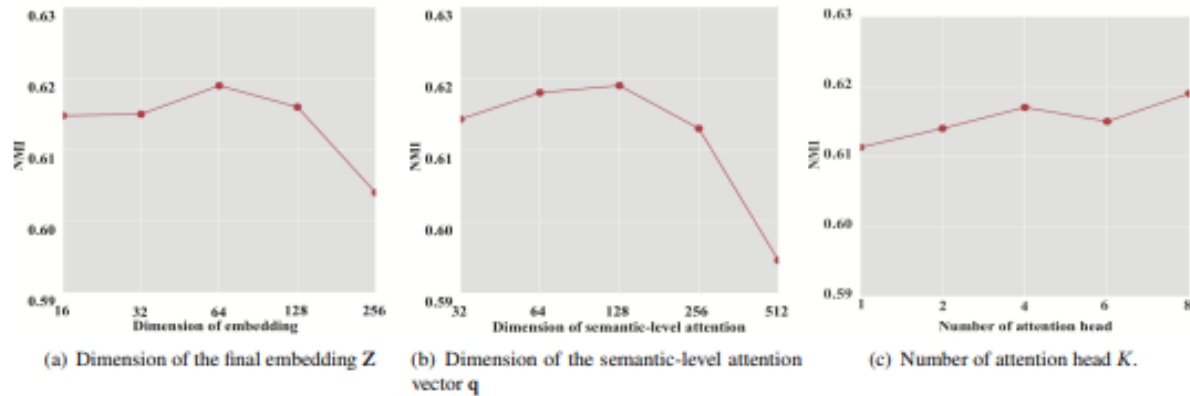 0.63
0.62
0.61
0.60
0.59
NMI
16 32 64 128 256
Dimension of embedding
(a) Dimension of the final embedding Z
0.63
0.62
0.61
0.60
0.59
NMI
32 64 128 256 512
Dimension of semantic-level attention
(b) Dimension of the semantic-level attention
vector q
0.63
0.62
0.61
0.60
0.59
NMI
1 2 4 6 8
Number of attention head
(c) Number of attention head K.